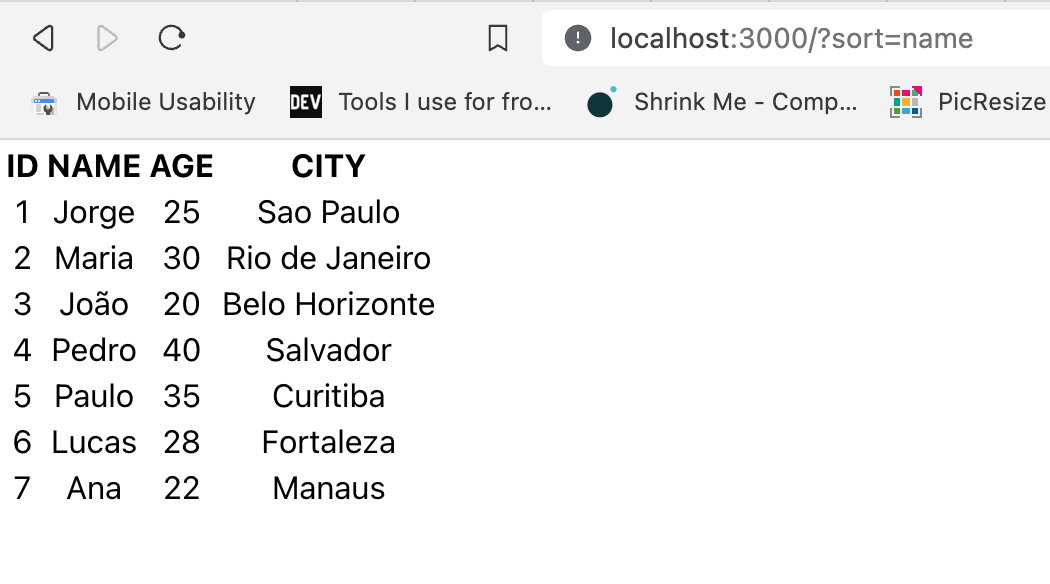 localhost:3000/?sort=name
Mobile Usability DEV Tools I use for fro... Shrink Me - Comp... PicResize
ID NAME AGE CITY
1 Jorge 25 Sao Paulo
2 Maria 30 Rio de Janeiro
3 João 20 Belo Horizonte
4 Pedro 40 Salvador
5 Paulo 35 Curitiba
6 Lucas 28 Fortaleza
7 Ana 22 Manaus